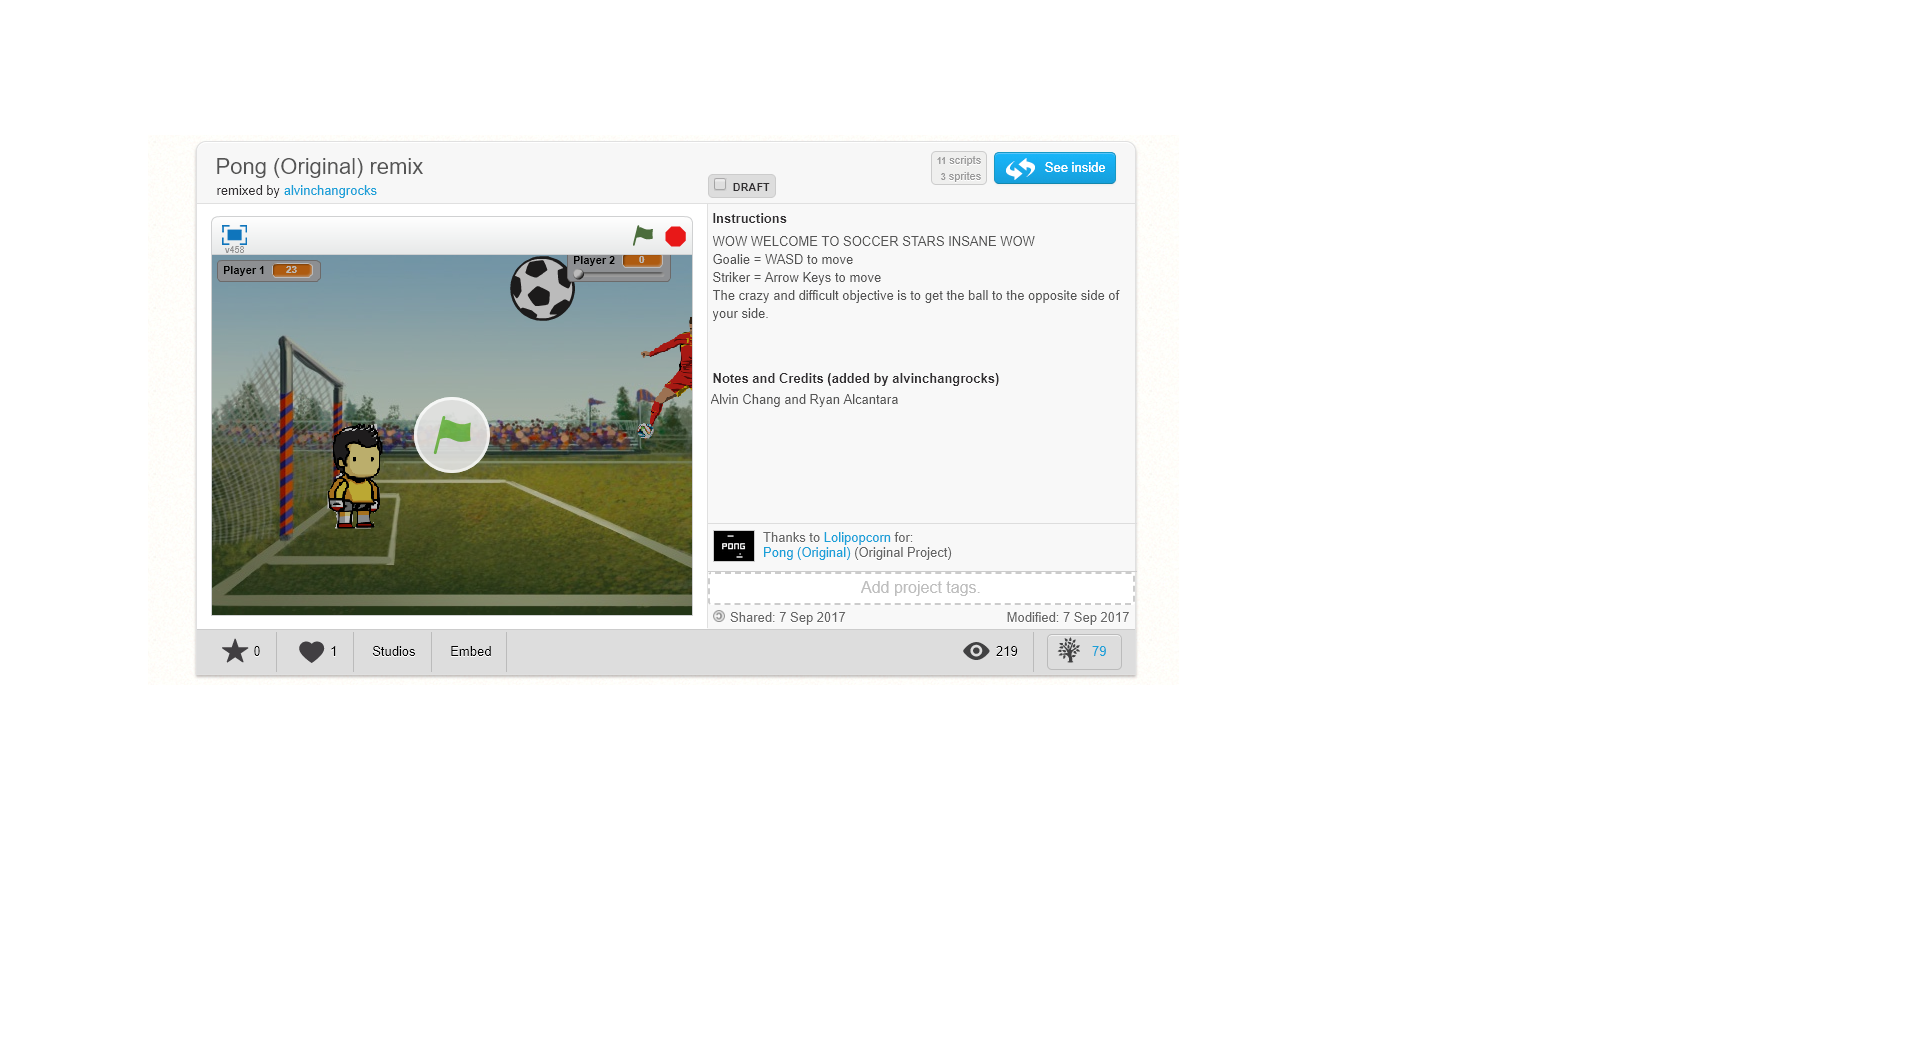 Pong (Original) remix
remixed by alvinchangrocks
DRAFT
11 scripts
3 sprites
See inside
v458
Player 1 23
Player 2 0
Instructions
WOW WELCOME TO SOCCER STARS INSANE WOW
Goalie = WASD to move
Striker = Arrow Keys to move
The crazy and difficult objective is to get the ball to the opposite side of
your side.
Notes and Credits (added by alvinchangrocks)
Alvin Chang and Ryan Alcantara
PONG
Thanks to Lolipopcorn for:
Pong (Original) (Original Project)
Add project tags.
Shared: 7 Sep 2017
Modified: 7 Sep 2017
0
1
Studios
Embed
219
79